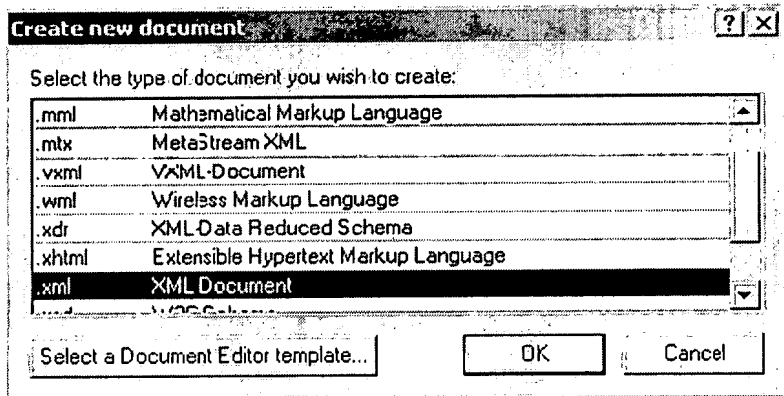 Create new document
Select the type of document you wish to create:
.mml Mathematical Markup Language
.mtx MetaStream XML
.vxml VXML-Document
.wml Wireless Markup Language
.xdr XML-Data Reduced Schema
.xhtml Extensible Hypertext Markup Language
.xml XML Document
Select a Document Editor template... OK Cancel